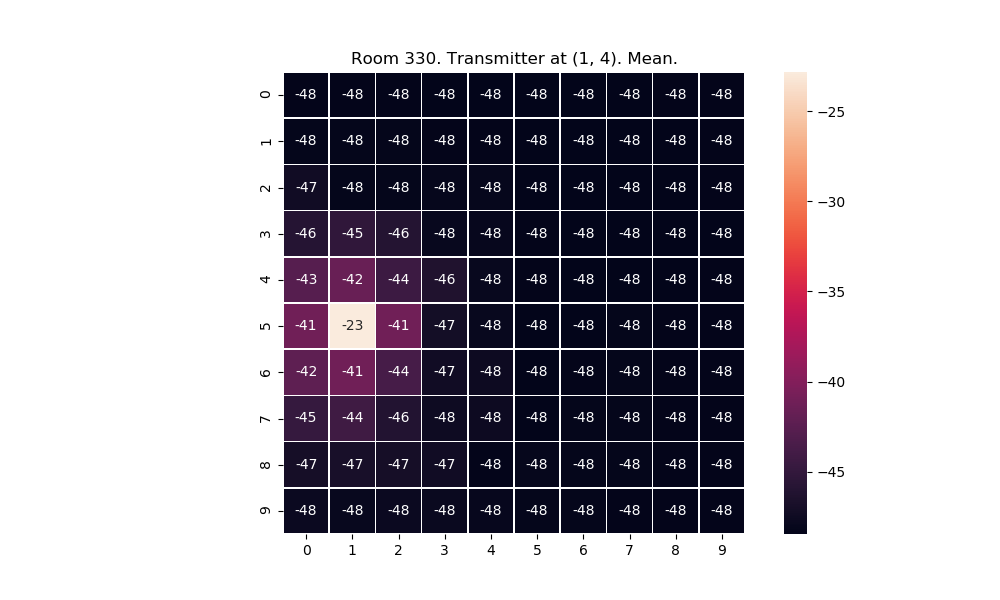 Room 330. Transmitter at (1, 4). Mean.
0 -48 -48 -48 -48 -48 -48 -48 -48 -48 -48
1 -48 -48 -48 -48 -48 -48 -48 -48 -48 -48
2 -47 -48 -48 -48 -48 -48 -48 -48 -48 -48
3 -46 -45 -46 -48 -48 -48 -48 -48 -48 -48
4 -43 -42 -44 -46 -48 -48 -48 -48 -48 -48
5 -41 -23 -41 -47 -48 -48 -48 -48 -48 -48
6 -42 -41 -44 -47 -48 -48 -48 -48 -48 -48
7 -45 -44 -46 -48 -48 -48 -48 -48 -48 -48
8 -47 -47 -47 -47 -48 -48 -48 -48 -48 -48
9 -48 -48 -48 -48 -48 -48 -48 -48 -48 -48
0 1 2 3 4 5 6 7 8 9
−25
−30
−35
−40
−45